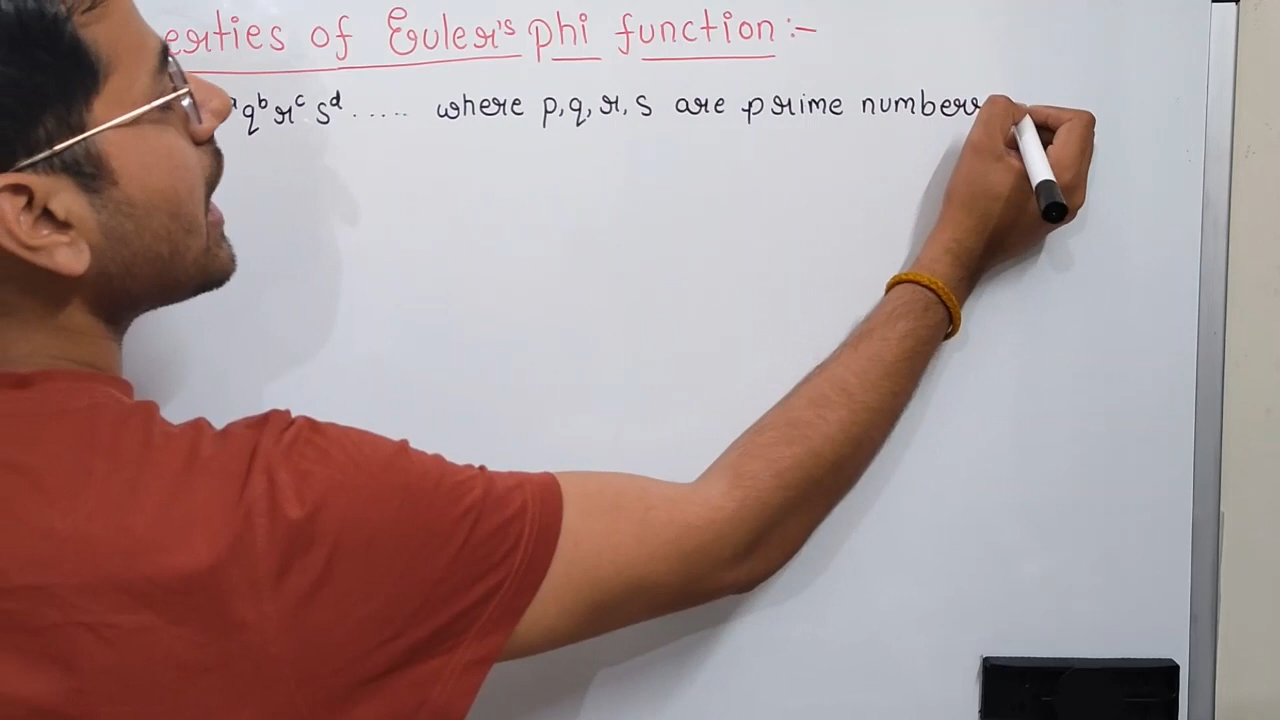 erties of Euler's phi function :-
q^b r^c s^d ..... where p, q, r, s are prime numbers